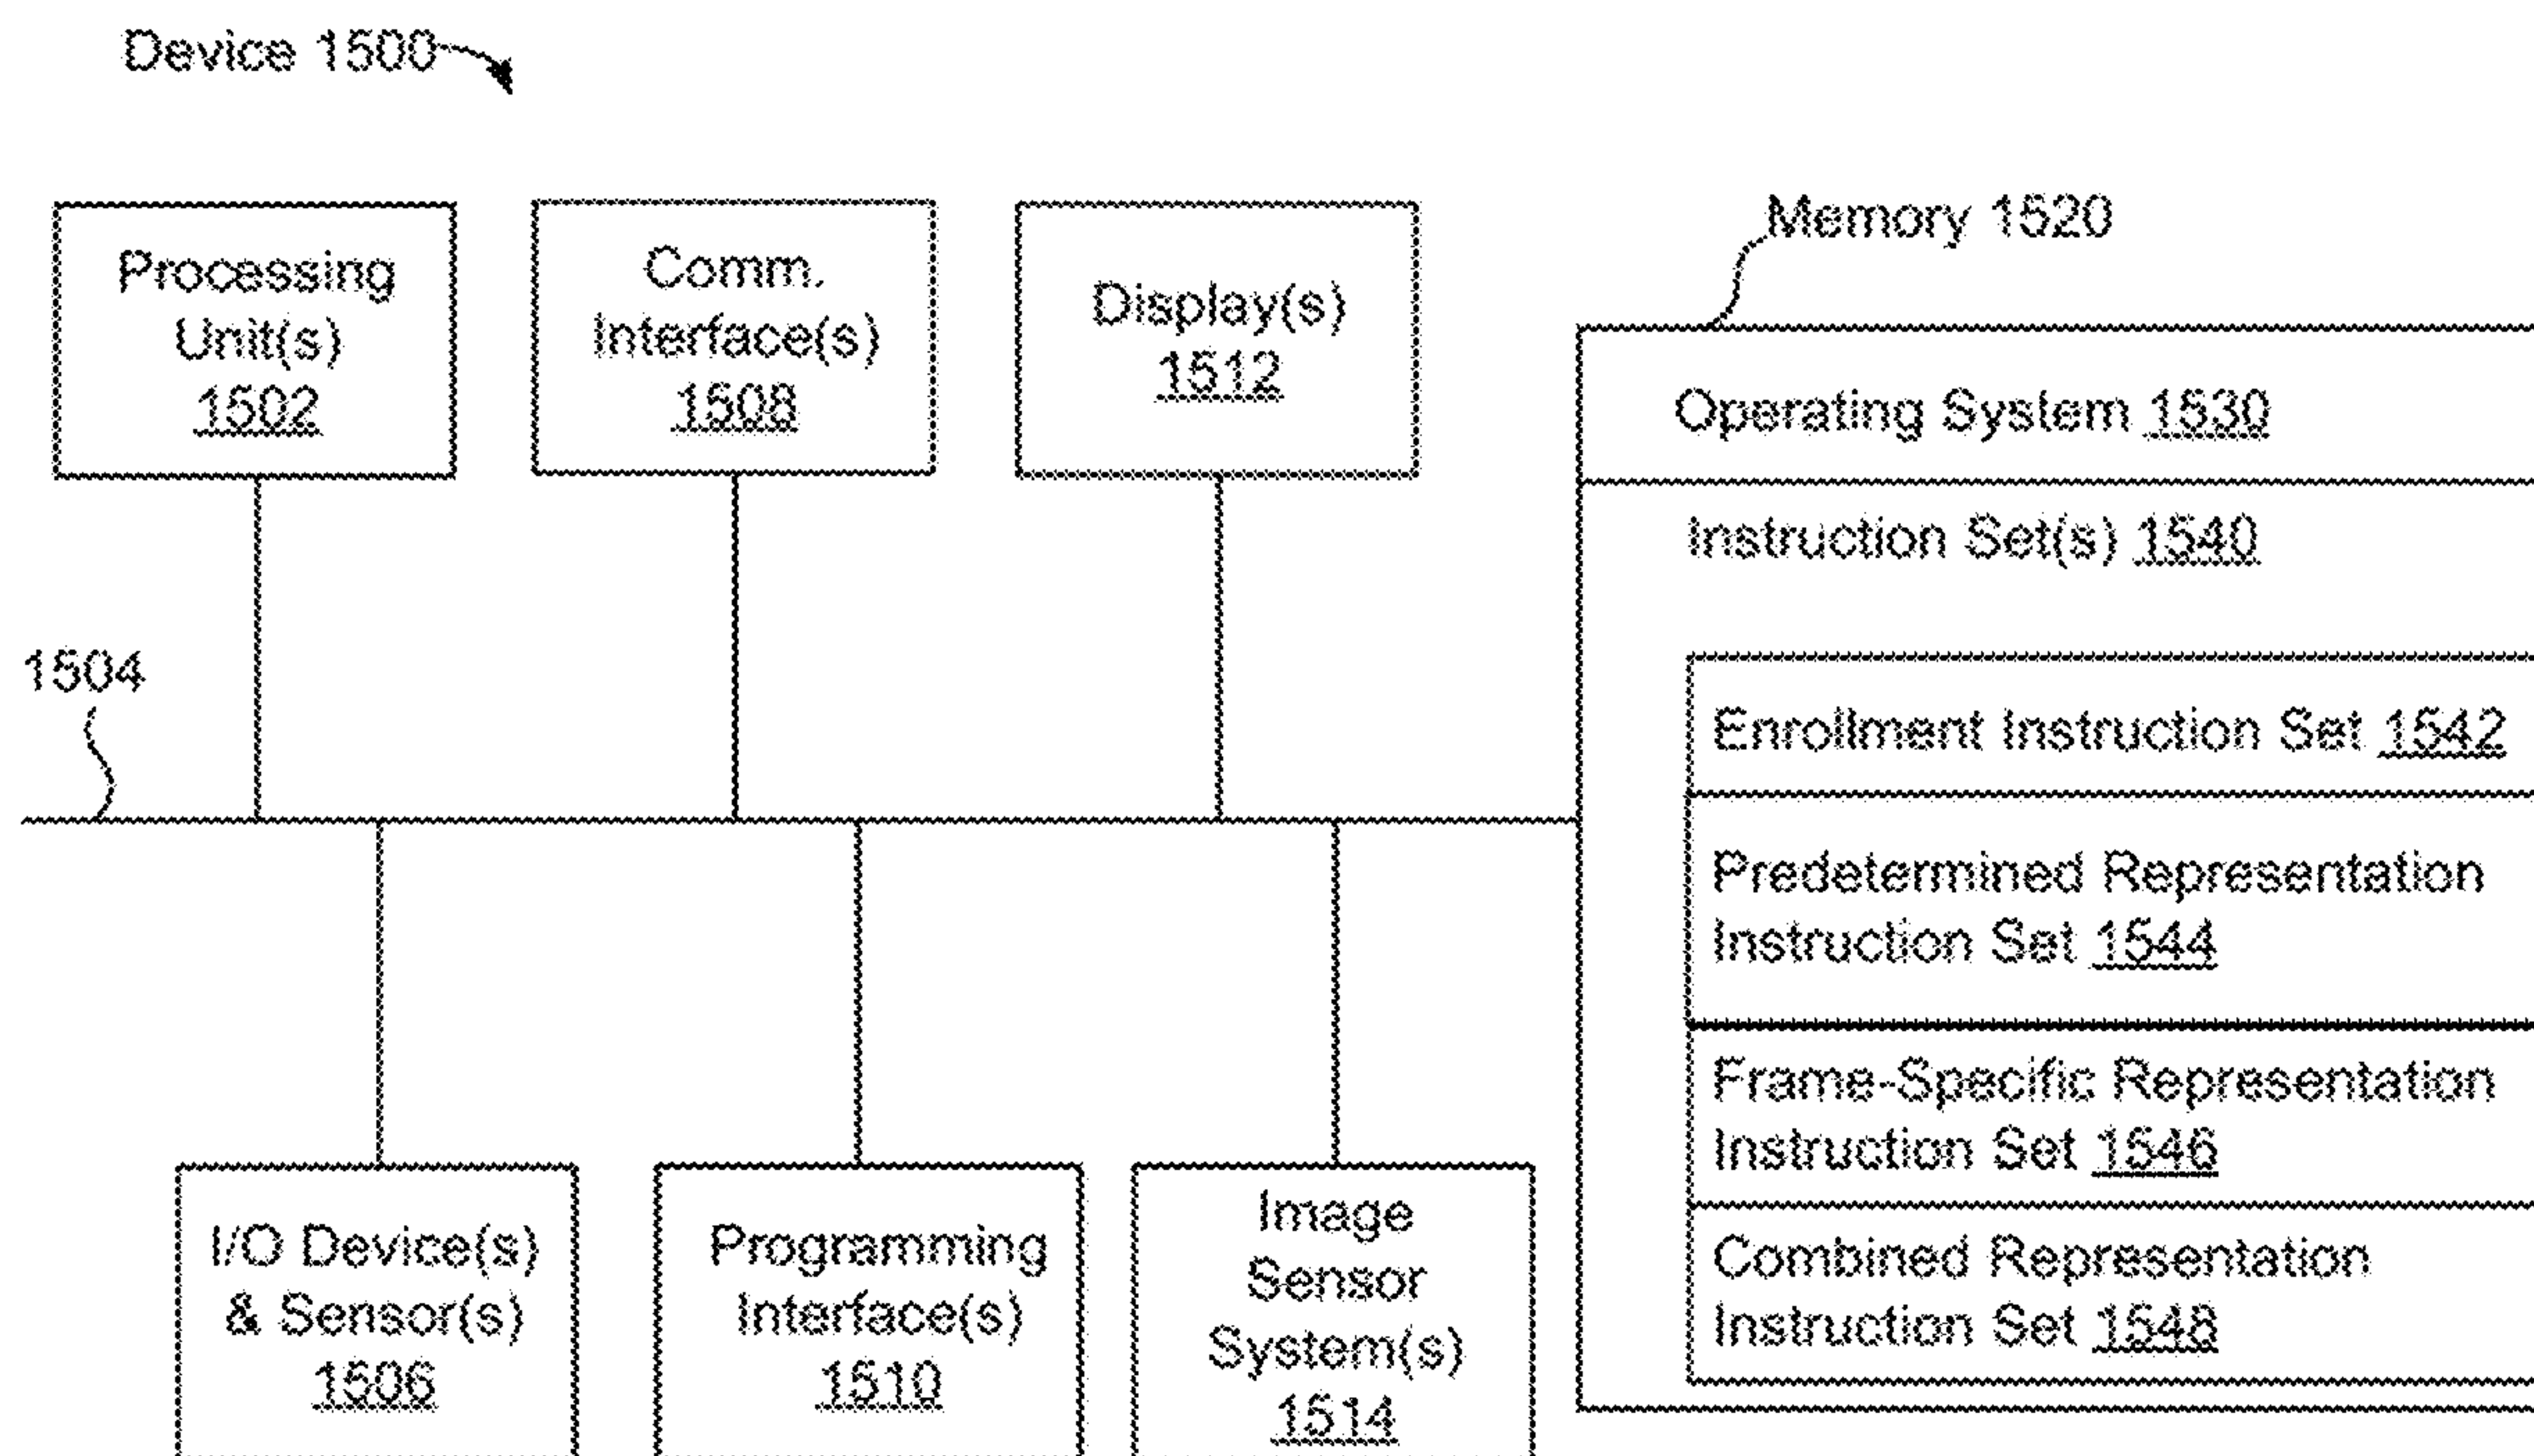 Device 1500
Processing
Unit(s)
1502
Comm.
Interface(s)
1508
Display(s)
1512
Memory 1520
Operating System 1530
Instruction Set(s) 1540
Enrollment Instruction Set 1542
Predetermined Representation
Instruction Set 1544
Frame-Specific Representation
Instruction Set 1546
Combined Representation
Instruction Set 1548
1504
I/O Device(s)
& Sensor(s)
1506
Programming
Interface(s)
1510
Image
Sensor
System(s)
1514